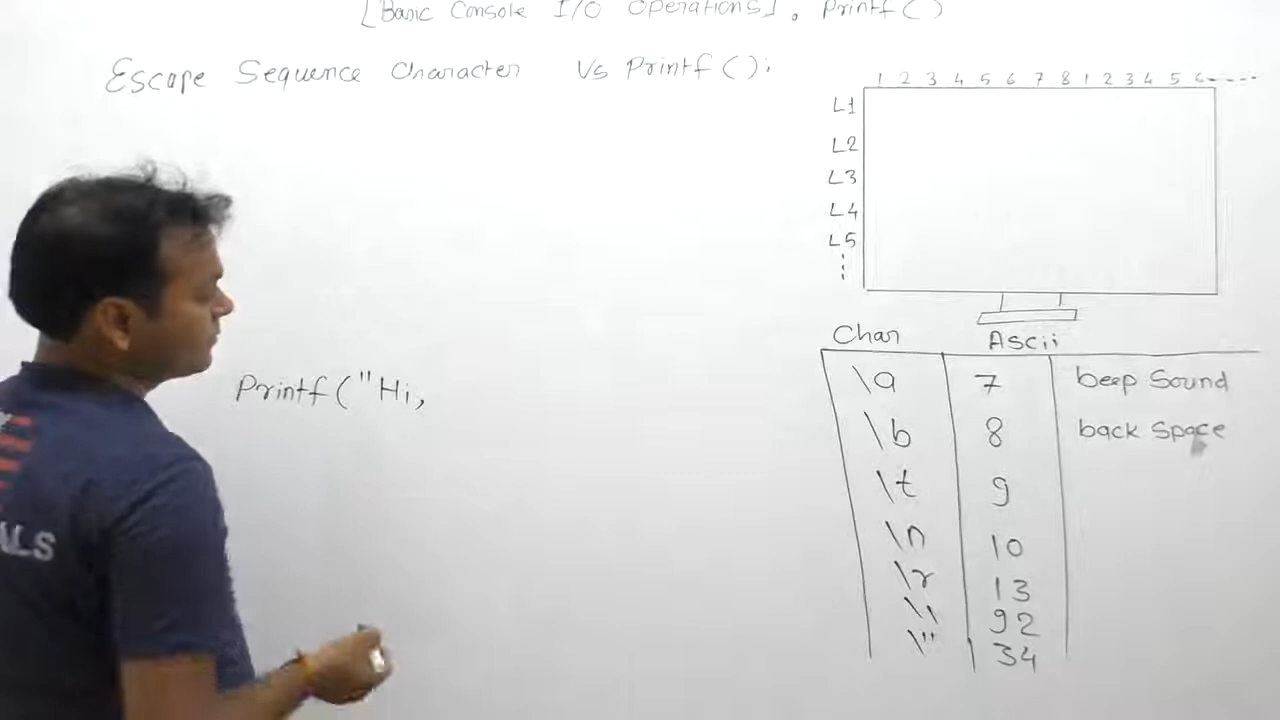 [Basic Console I/O Operations]. Printf()
Escape Sequence Character Vs Printf();
1 2 3 4 5 6 7 8 1 2 3 4 5 6----
L1
L2
L3
L4
L5
Char Ascii
\a 7 beep Sound
Printf("Hi,
\b 8 back Space
\t 9
\n 10
\r 13
\\ 92
\" 34
ALS